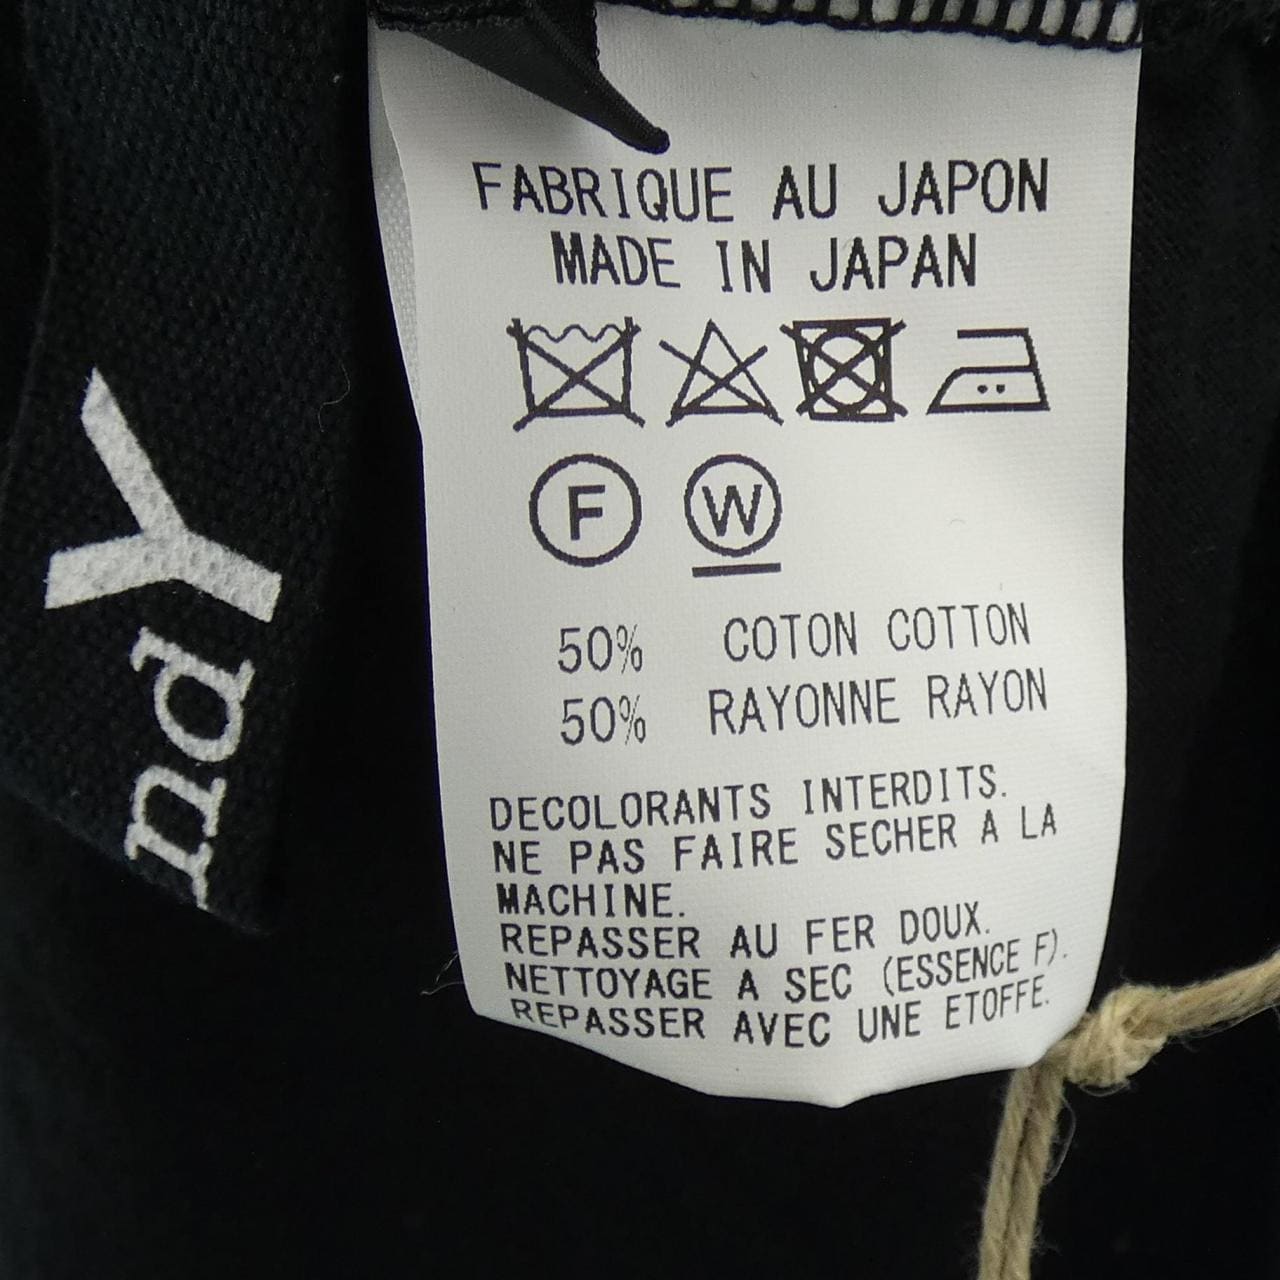 FABRIQUE AU JAPON
MADE IN JAPAN
F W
50% COTON COTTON
50% RAYONNE RAYON
DECOLORANTS INTERDITS.
NE PAS FAIRE SECHER A LA
MACHINE.
REPASSER AU FER DOUX.
NETTOYAGE A SEC (ESSENCE F).
REPASSER AVEC UNE ETOFFE.
ndY